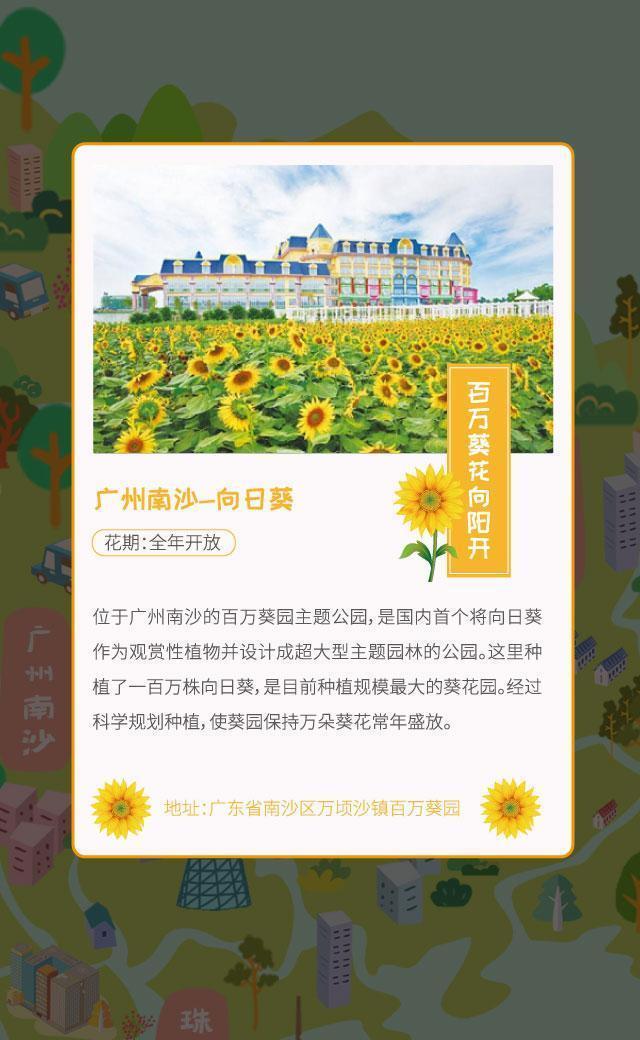 百万葵花向阳开
广州南沙–向日葵
花期：全年开放
位于广州南沙的百万葵园主题公园，是国内首个将向日葵
作为观赏性植物并设计成超大型主题园林的公园。这里种
植了一百万株向日葵，是目前种植规模最大的葵花园。经过
科学规划种植，使葵园保持万朵葵花常年盛放。
地址：广东省南沙区万顷沙镇百万葵园
广州南沙
珠